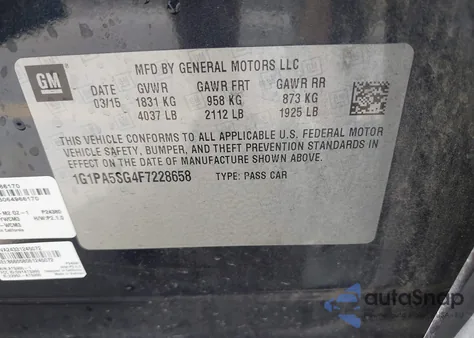 GM
MFD BY GENERAL MOTORS LLC
DATE GVWR GAWR FRT GAWR RR
03/15 1831 KG 958 KG 873 KG
4037 LB 2112 LB 1925 LB
THIS VEHICLE CONFORMS TO ALL APPLICABLE U.S. FEDERAL MOTOR
VEHICLE SAFETY, BUMPER, AND THEFT PREVENTION STANDARDS IN
EFFECT ON THE DATE OF MANUFACTURE SHOWN ABOVE.
1G1PA5SG4F7228658 TYPE: PASS CAR
autoSnap